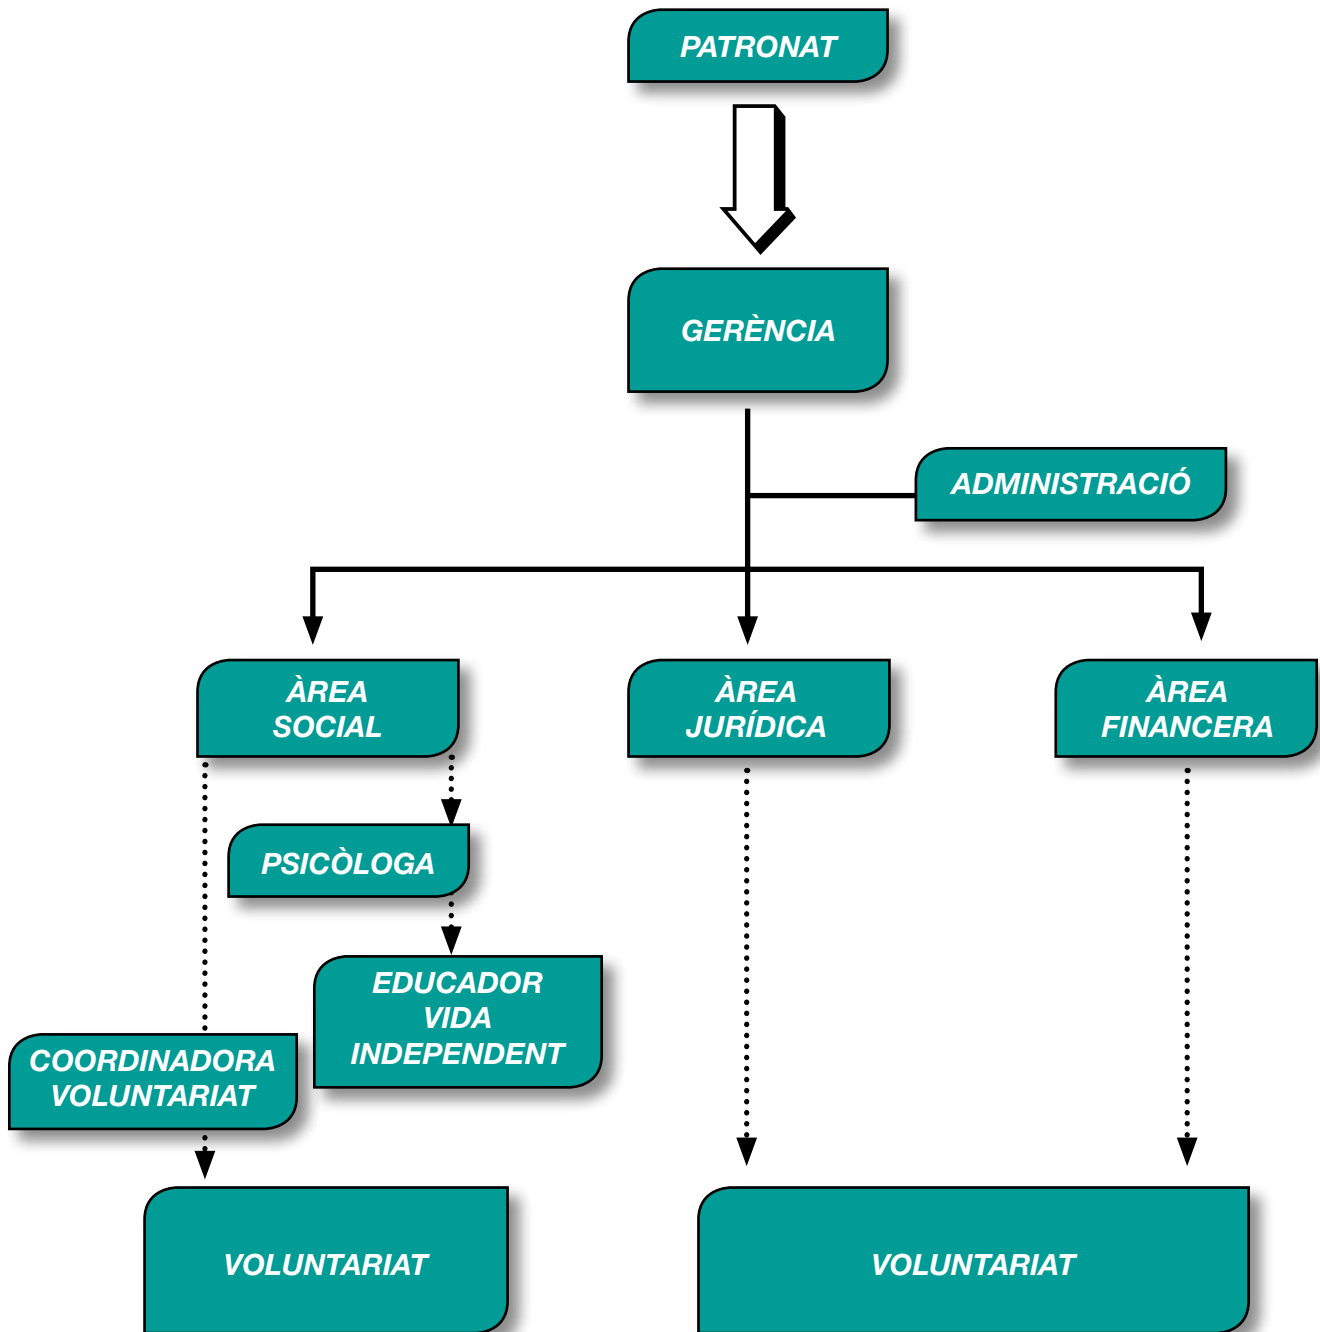 PATRONAT
GERÈNCIA
ADMINISTRACIÓ
ÀREA
SOCIAL
ÀREA
JURÍDICA
ÀREA
FINANCERA
PSICÒLOGA
EDUCADOR
VIDA
INDEPENDENT
COORDINADORA
VOLUNTARIAT
VOLUNTARIAT
VOLUNTARIAT